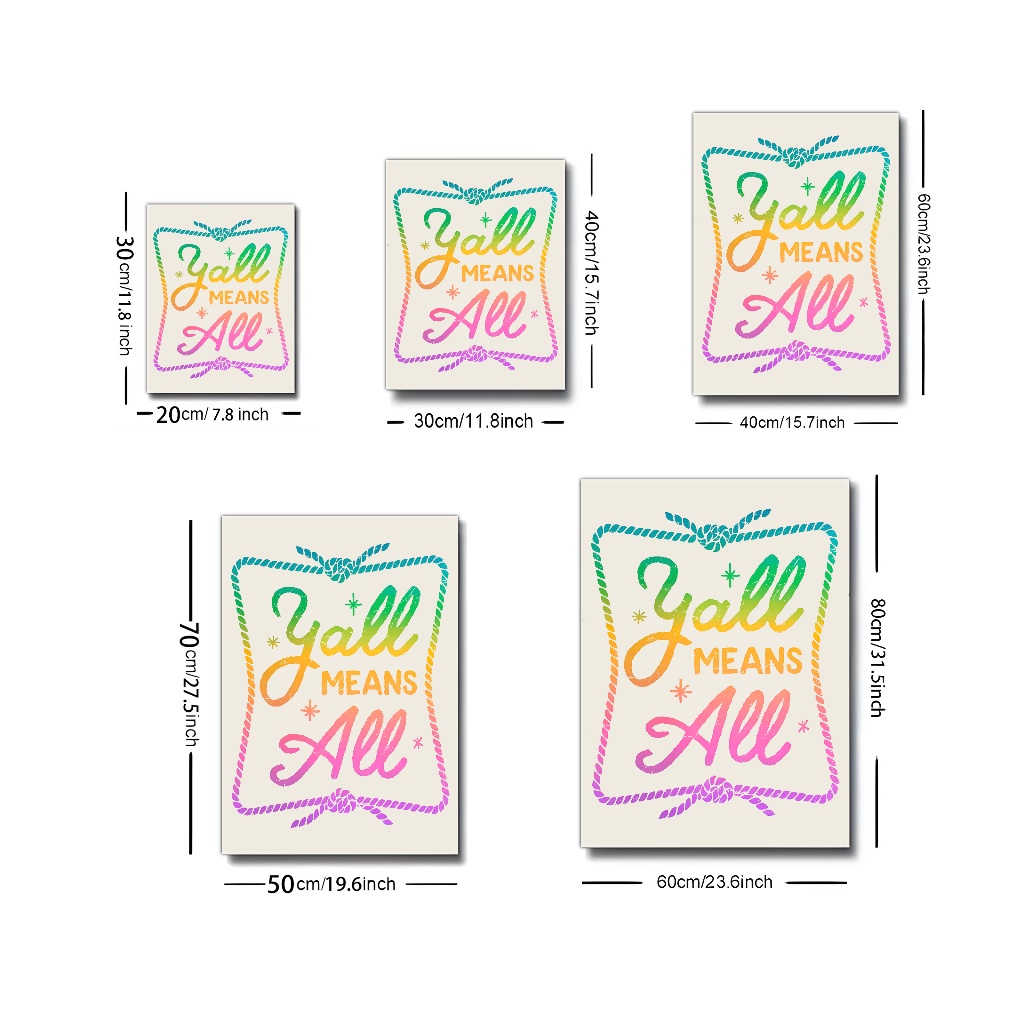 Yall
MEANS
All
30cm/11.8 inch
20cm/ 7.8 inch
Yall
MEANS
All
40cm/15.7inch
30cm/11.8inch
Yall
MEANS
All
60cm/23.6inch
40cm/15.7inch
Yall
MEANS
All
70cm/27.5inch
50cm/19.6inch
Yall
MEANS
All
80cm/31.5inch
60cm/23.6inch